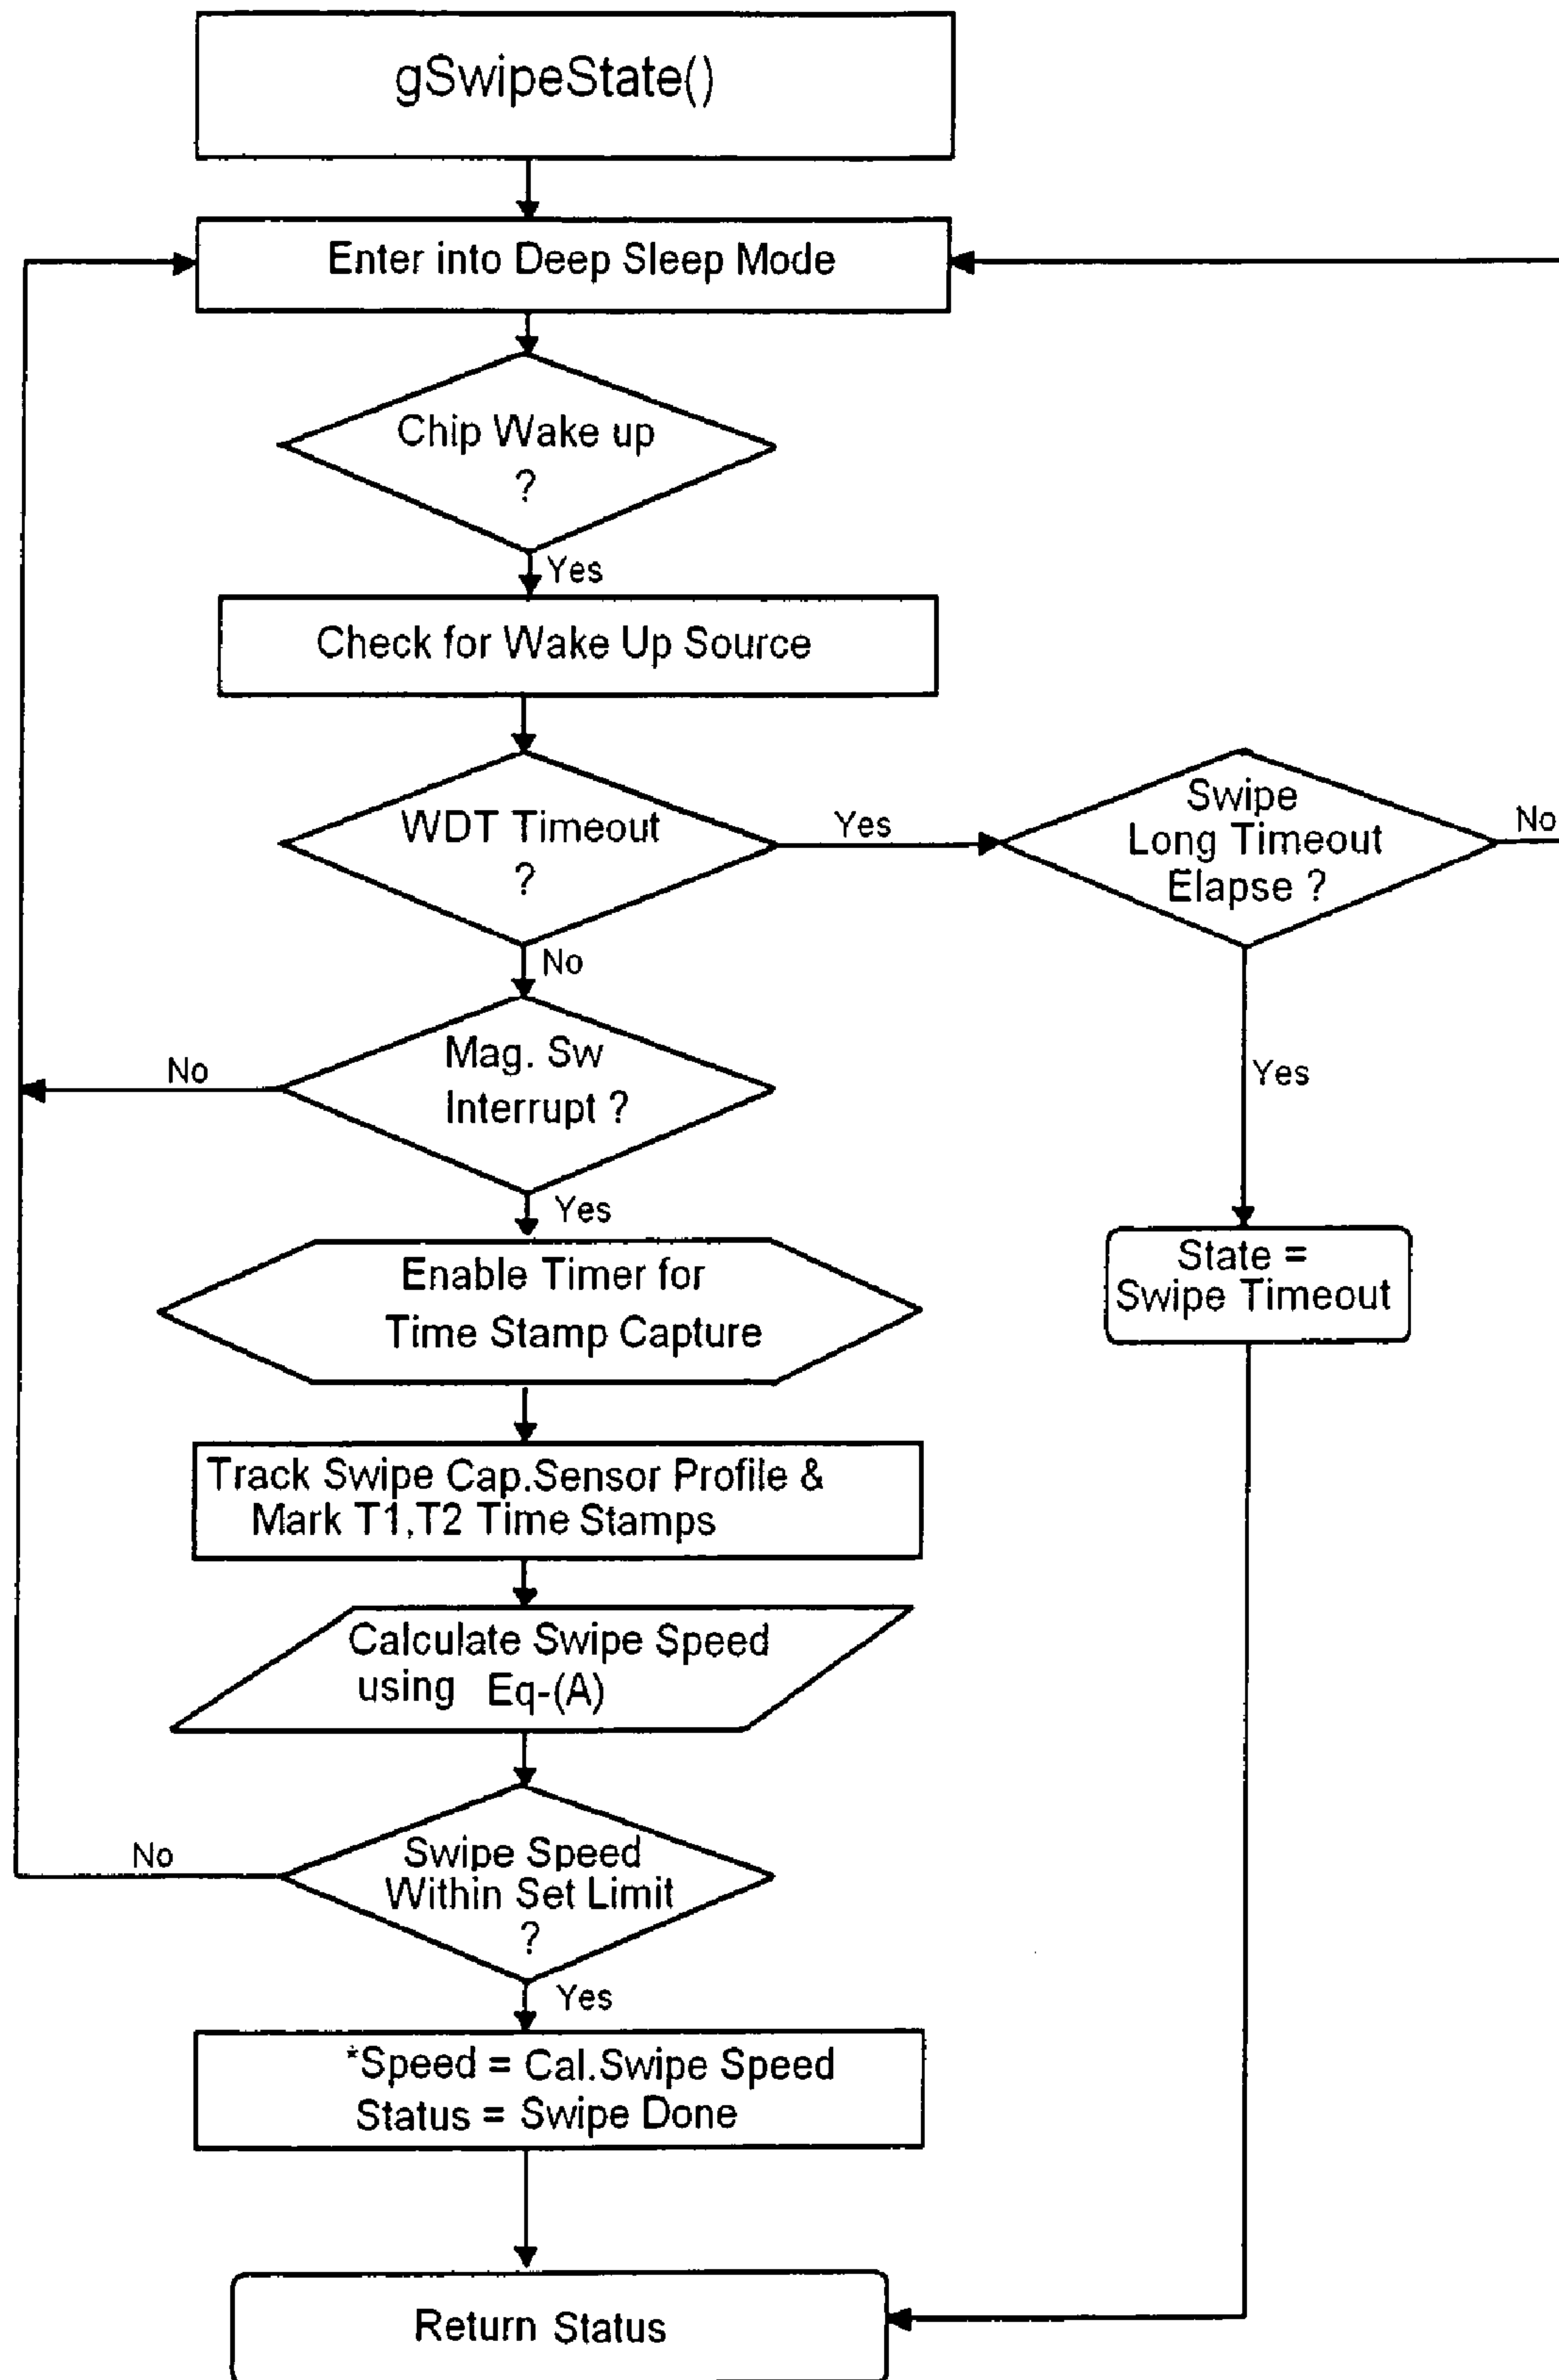 gSwipeState()
Enter into Deep Sleep Mode
Chip Wake up
?
Yes
Check for Wake Up Source
WDT Timeout
?
Yes
Swipe
Long Timeout
Elapse ?
No
No
Mag. Sw
Interrupt ?
No
Yes
Yes
Enable Timer for
Time Stamp Capture
State =
Swipe Timeout
Track Swipe Cap.Sensor Profile &
Mark T1,T2 Time Stamps
Calculate Swipe Speed
using Eq-(A)
Swipe Speed
Within Set Limit
?
No
Yes
*Speed = Cal.Swipe Speed
Status = Swipe Done
Return Status